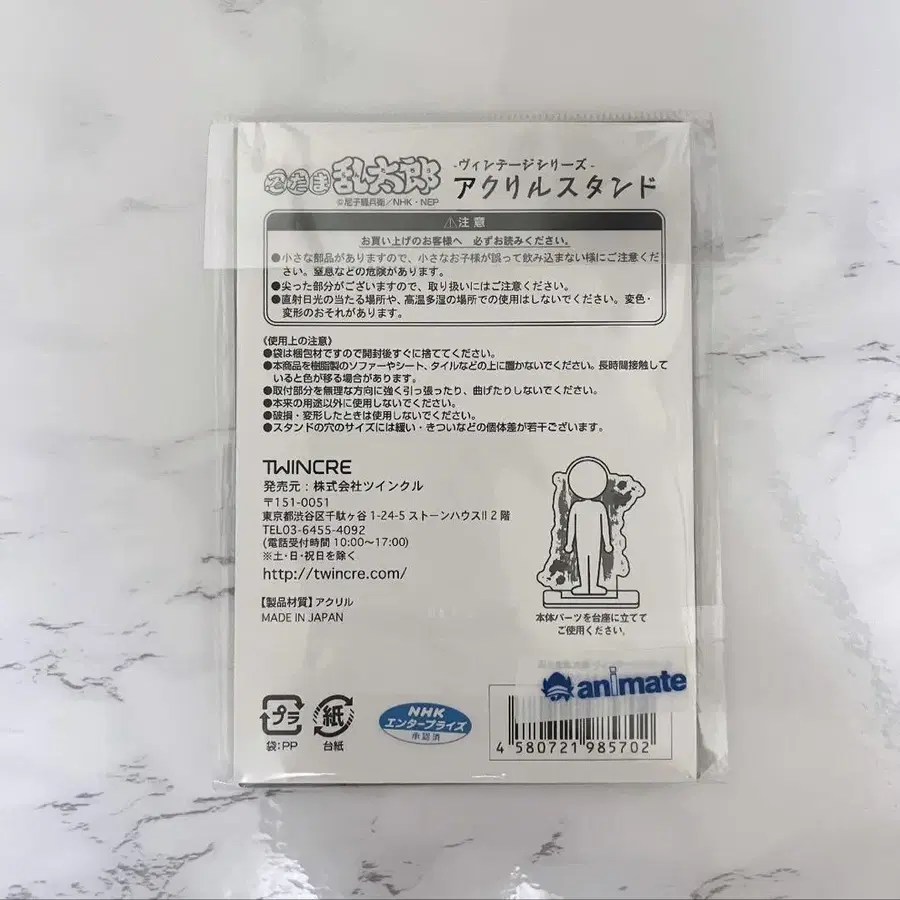 忍たま乱太郎
©尼子騒兵衛/NHK・NEP
-ヴィンテージシリーズ-
アクリルスタンド
⚠注意
お買い上げのお客様へ 必ずお読みください。
●小さな部品がありますので、小さなお子様が誤って飲み込まない様にご注意くだ
さい。窒息などの危険があります。
●尖った部分がございますので、取り扱いにはご注意ください。
●直射日光の当たる場所や、高温多湿の場所での使用はしないでください。変色・
変形のおそれがあります。
《使用上の注意》
●袋は梱包材ですので開封後すぐに捨ててください。
●本商品を樹脂製のソファーやシート、タイルなどの上に置かないでください。長時間接触して
いると色が移る場合があります。
●取付部分を無理な方向に強く引っ張ったり、曲げたりしないでください。
●本来の用途以外に使用しないでください。
●破損・変形したときは使用しないでください。
●スタンドの穴のサイズには緩い・きついなどの個体差が若干ございます。
TWINCRE
発売元：株式会社ツインクル
〒151-0051
東京都渋谷区千駄ヶ谷1-24-5 ストーンハウスⅡ2階
TEL03-6455-4092
(電話受付時間 10:00〜17:00)
※土・日・祝日を除く
http://twincre.com/
【製品材質】アクリル
MADE IN JAPAN
本体パーツを台座に立てて
ご使用ください。
animate
プラ
袋：PP
紙
台紙
NHK
エンタープライズ
承認済
4 580721 985702